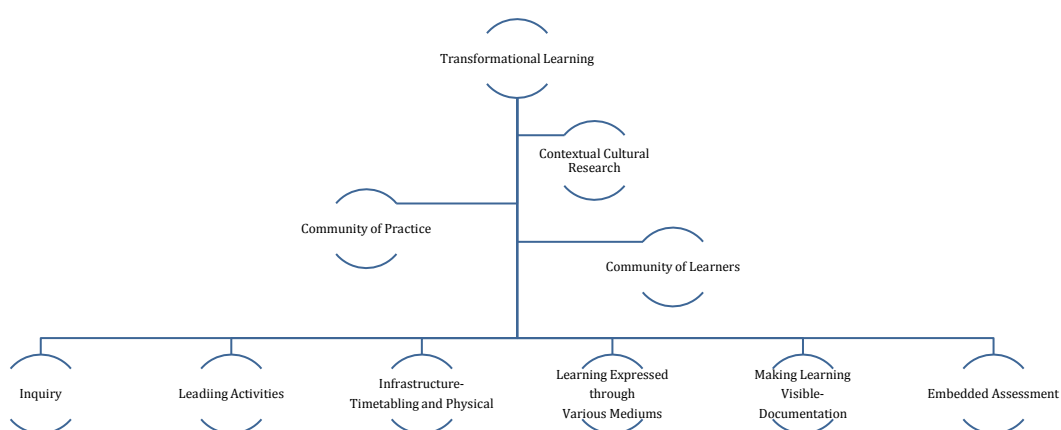 Transformational Learning
Contextual Cultural
Research
Community of Practice
Community of Learners
Inquiry
Leadiing Activities
Infrastructure-
Timetabling and Physical
Learning Expressed
through
Various Mediums
Making Learning
Visible-
Documentation
Embedded Assessment